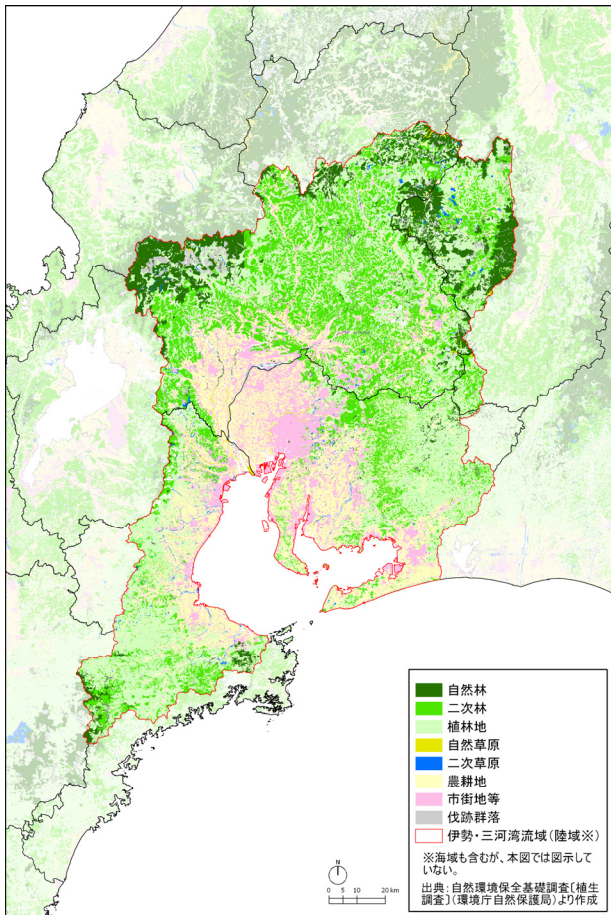 自然林
二次林
植林地
自然草原
二次草原
農耕地
市街地等
伐跡群落
伊勢・三河湾流域(陸域※)
※海域も含むが、本図では図示して
いない。
出典:自然環境保全基礎調査〔植生
調査〕(環境庁自然保護局)より作成
N
0 5 10 20 km